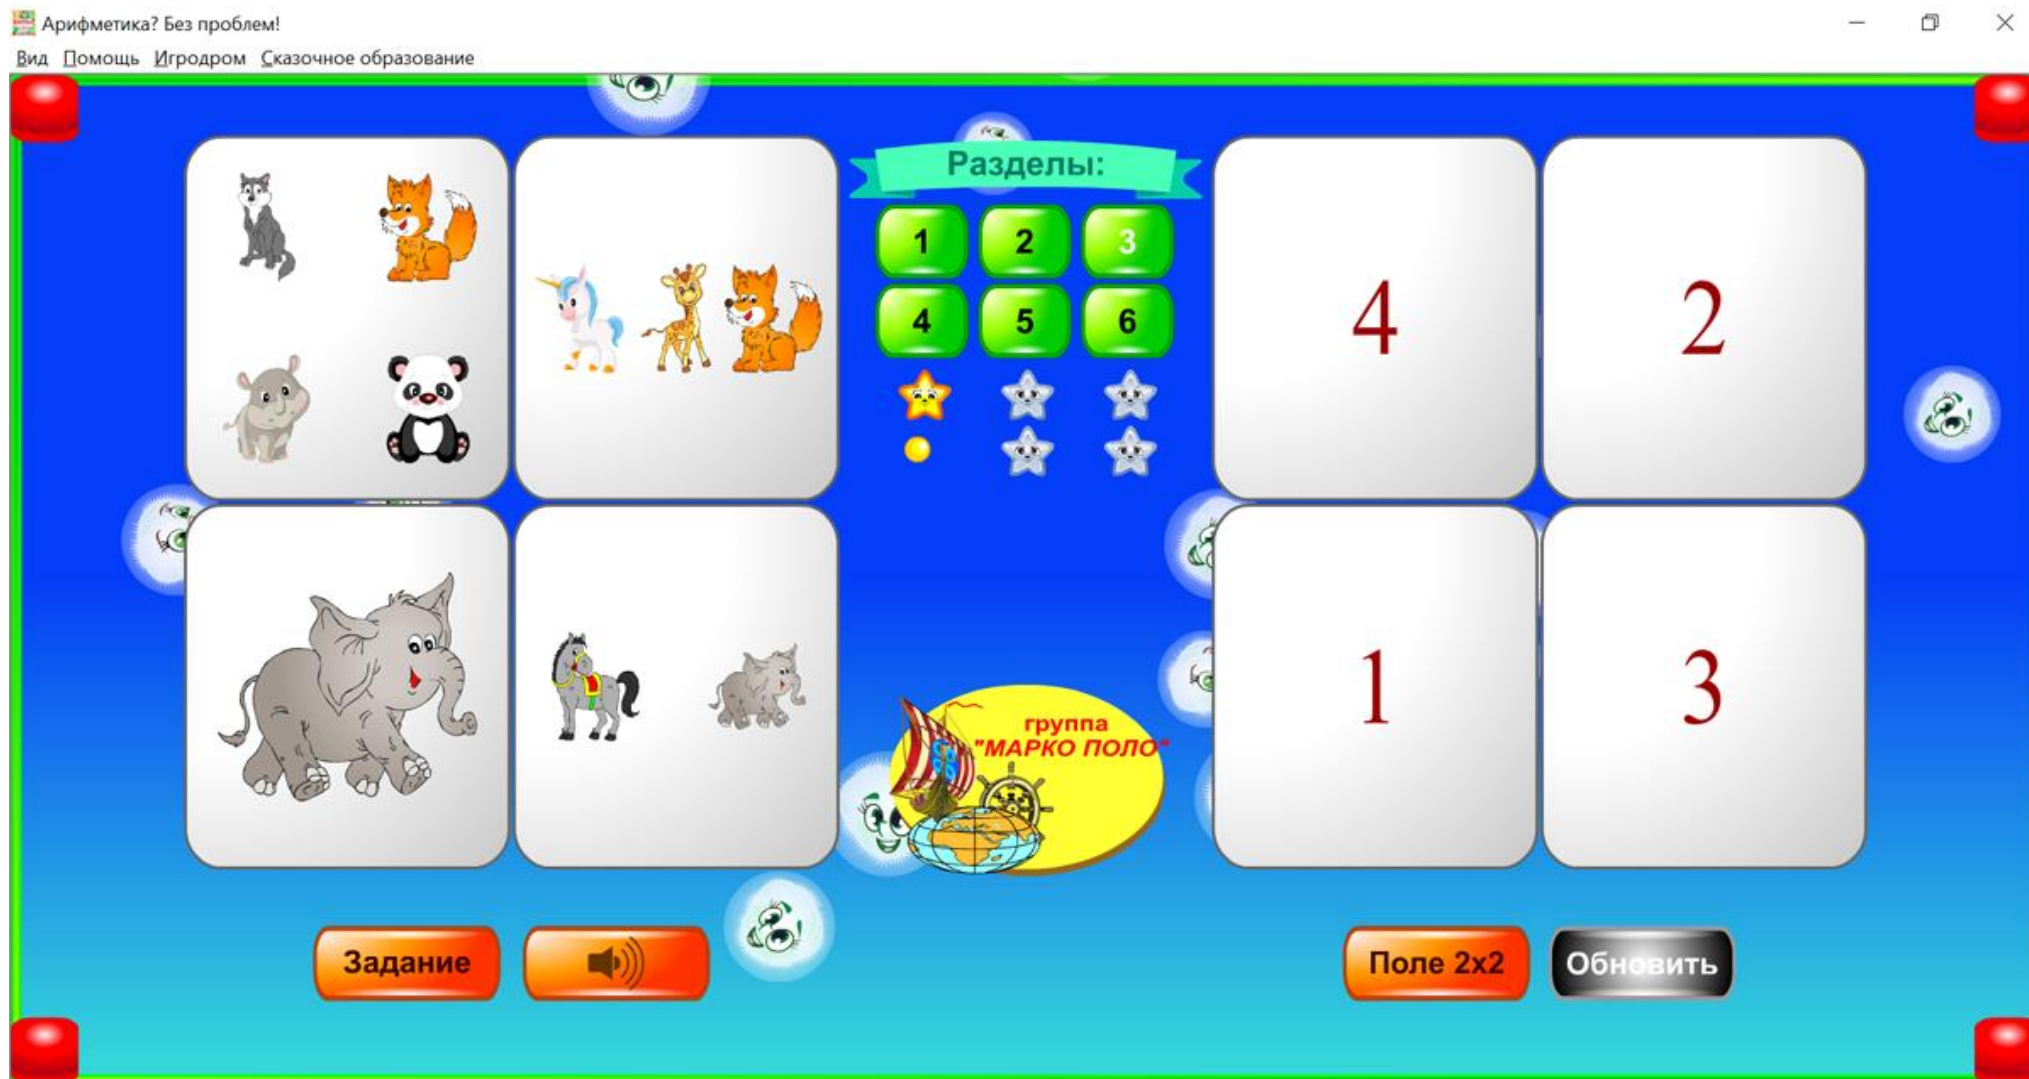 Арифметика? Без проблем!
Вид Помощь Игродром Сказочное образование
Разделы:
1 2 3
4 5 6
4 2
1 3
группа
"МАРКО ПОЛО"
Задание
Поле 2x2
Обновить